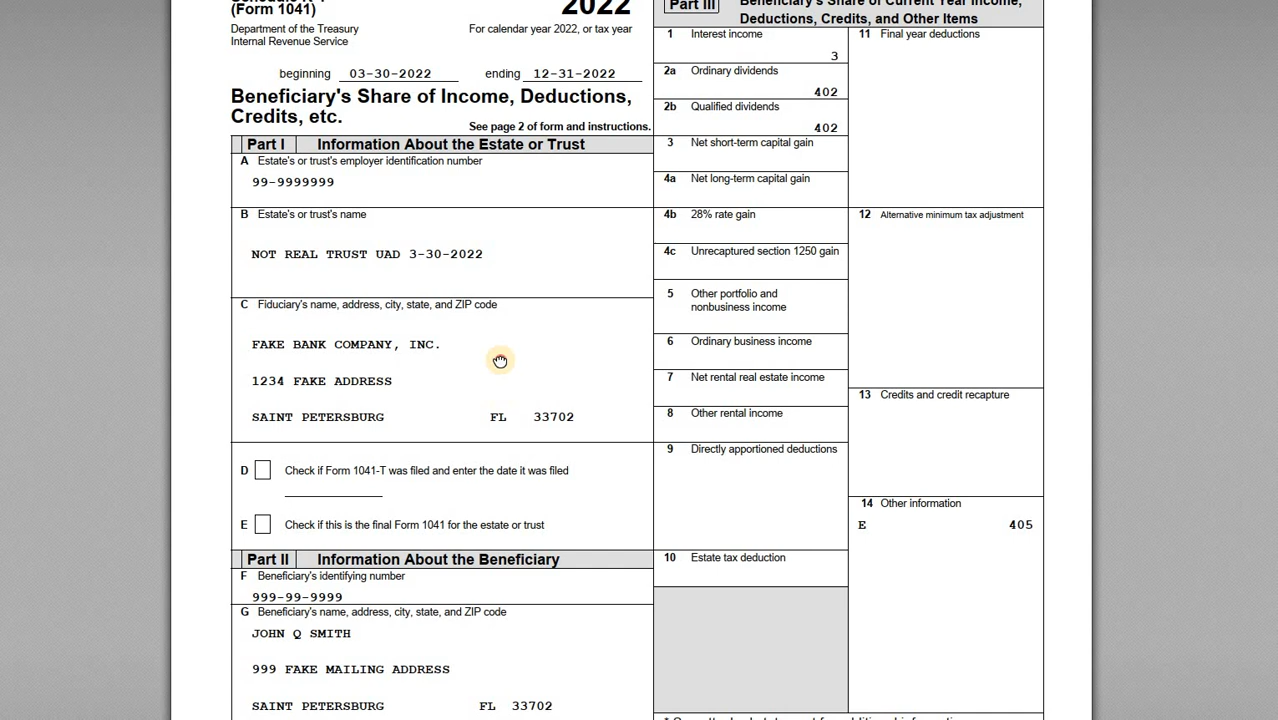 (Form 1041)
2022
Department of the Treasury
Internal Revenue Service
For calendar year 2022, or tax year
beginning 03-30-2022 ending 12-31-2022
Beneficiary's Share of Income, Deductions,
Credits, etc.
See page 2 of form and instructions.
Part I Information About the Estate or Trust
A Estate's or trust's employer identification number
99-9999999
B Estate's or trust's name
NOT REAL TRUST UAD 3-30-2022
C Fiduciary's name, address, city, state, and ZIP code
FAKE BANK COMPANY, INC.
1234 FAKE ADDRESS
SAINT PETERSBURG FL 33702
D Check if Form 1041-T was filed and enter the date it was filed
E Check if this is the final Form 1041 for the estate or trust
Part II Information About the Beneficiary
F Beneficiary's identifying number
999-99-9999
G Beneficiary's name, address, city, state, and ZIP code
JOHN Q SMITH
999 FAKE MAILING ADDRESS
SAINT PETERSBURG FL 33702
Part III Beneficiary's Share of Current Year Income,
Deductions, Credits, and Other Items
1 Interest income
3
2a Ordinary dividends
402
2b Qualified dividends
402
3 Net short-term capital gain
4a Net long-term capital gain
4b 28% rate gain
4c Unrecaptured section 1250 gain
5 Other portfolio and
nonbusiness income
6 Ordinary business income
7 Net rental real estate income
8 Other rental income
9 Directly apportioned deductions
10 Estate tax deduction
11 Final year deductions
12 Alternative minimum tax adjustment
13 Credits and credit recapture
14 Other information
E 405